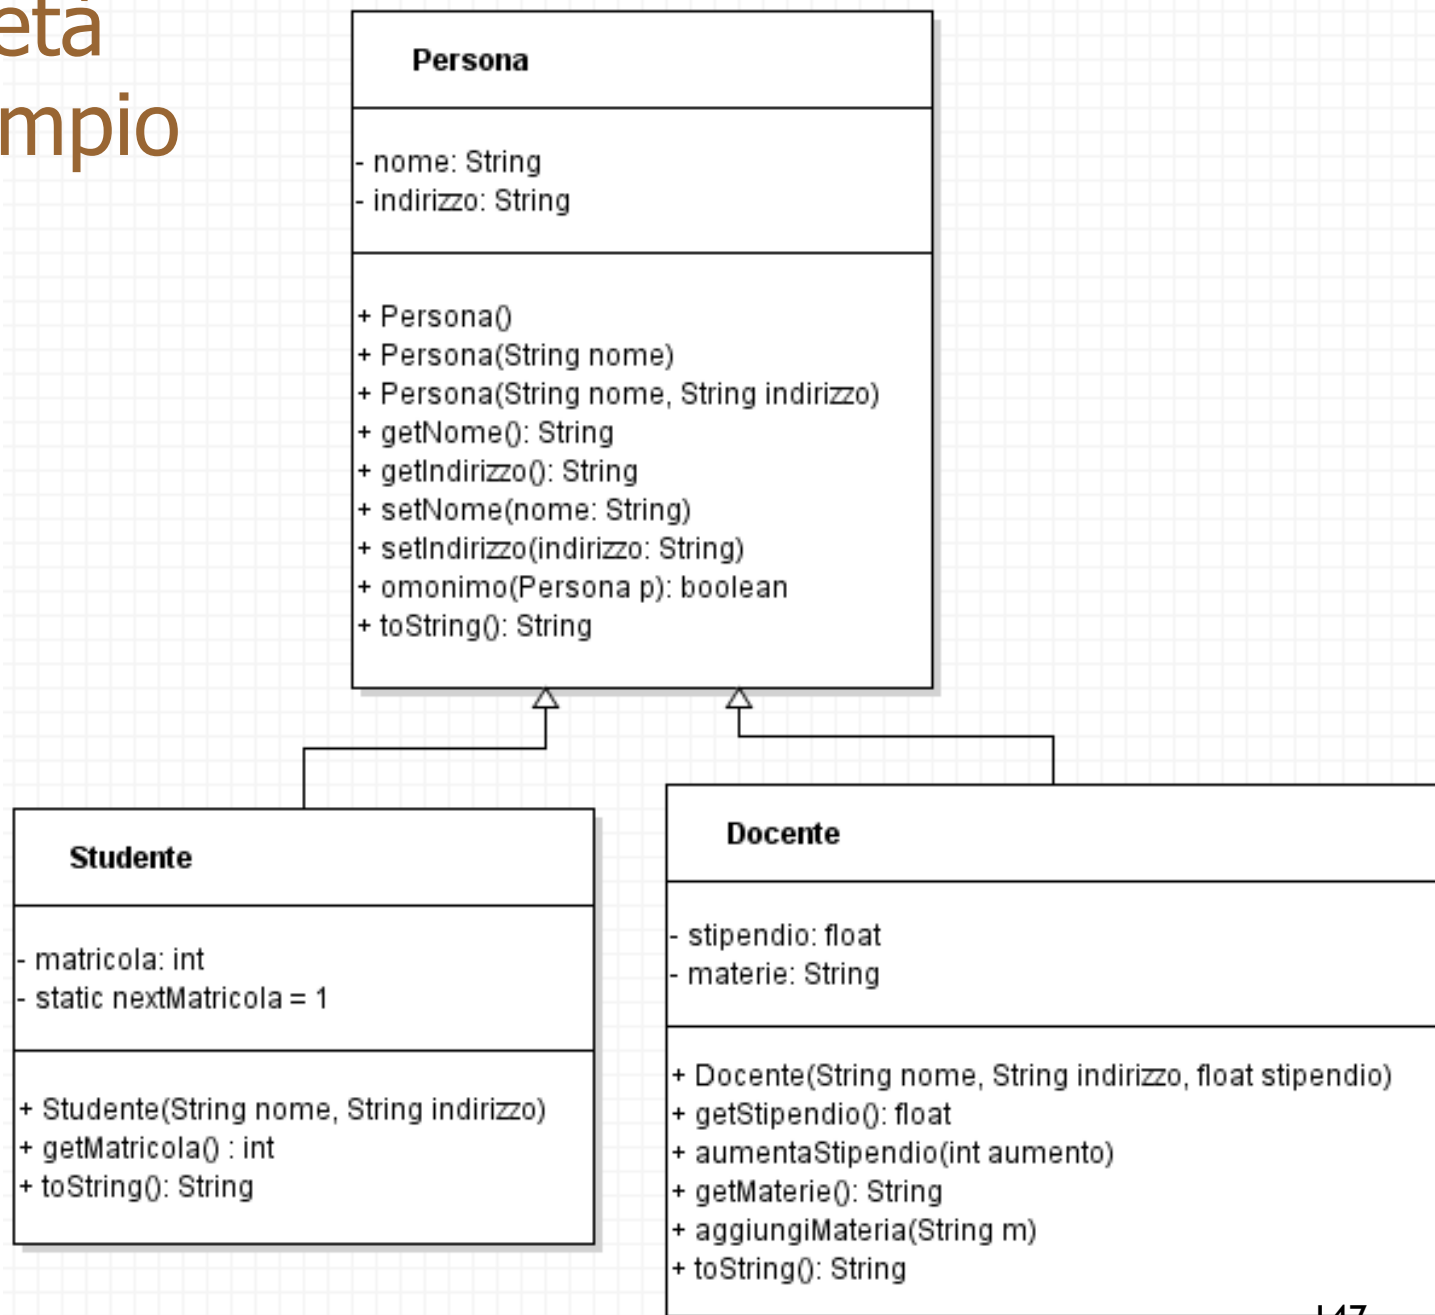 età
mpio
Persona
- nome: String
- indirizzo: String
+ Persona()
+ Persona(String nome)
+ Persona(String nome, String indirizzo)
+ getNome(): String
+ getIndirizzo(): String
+ setNome(nome: String)
+ setIndirizzo(indirizzo: String)
+ omonimo(Persona p): boolean
+ toString(): String
Studente
- matricola: int
- static nextMatricola = 1
+ Studente(String nome, String indirizzo)
+ getMatricola() : int
+ toString(): String
Docente
- stipendio: float
- materie: String
+ Docente(String nome, String indirizzo, float stipendio)
+ getStipendio(): float
+ aumentaStipendio(int aumento)
+ getMaterie(): String
+ aggiungiMateria(String m)
+ toString(): String